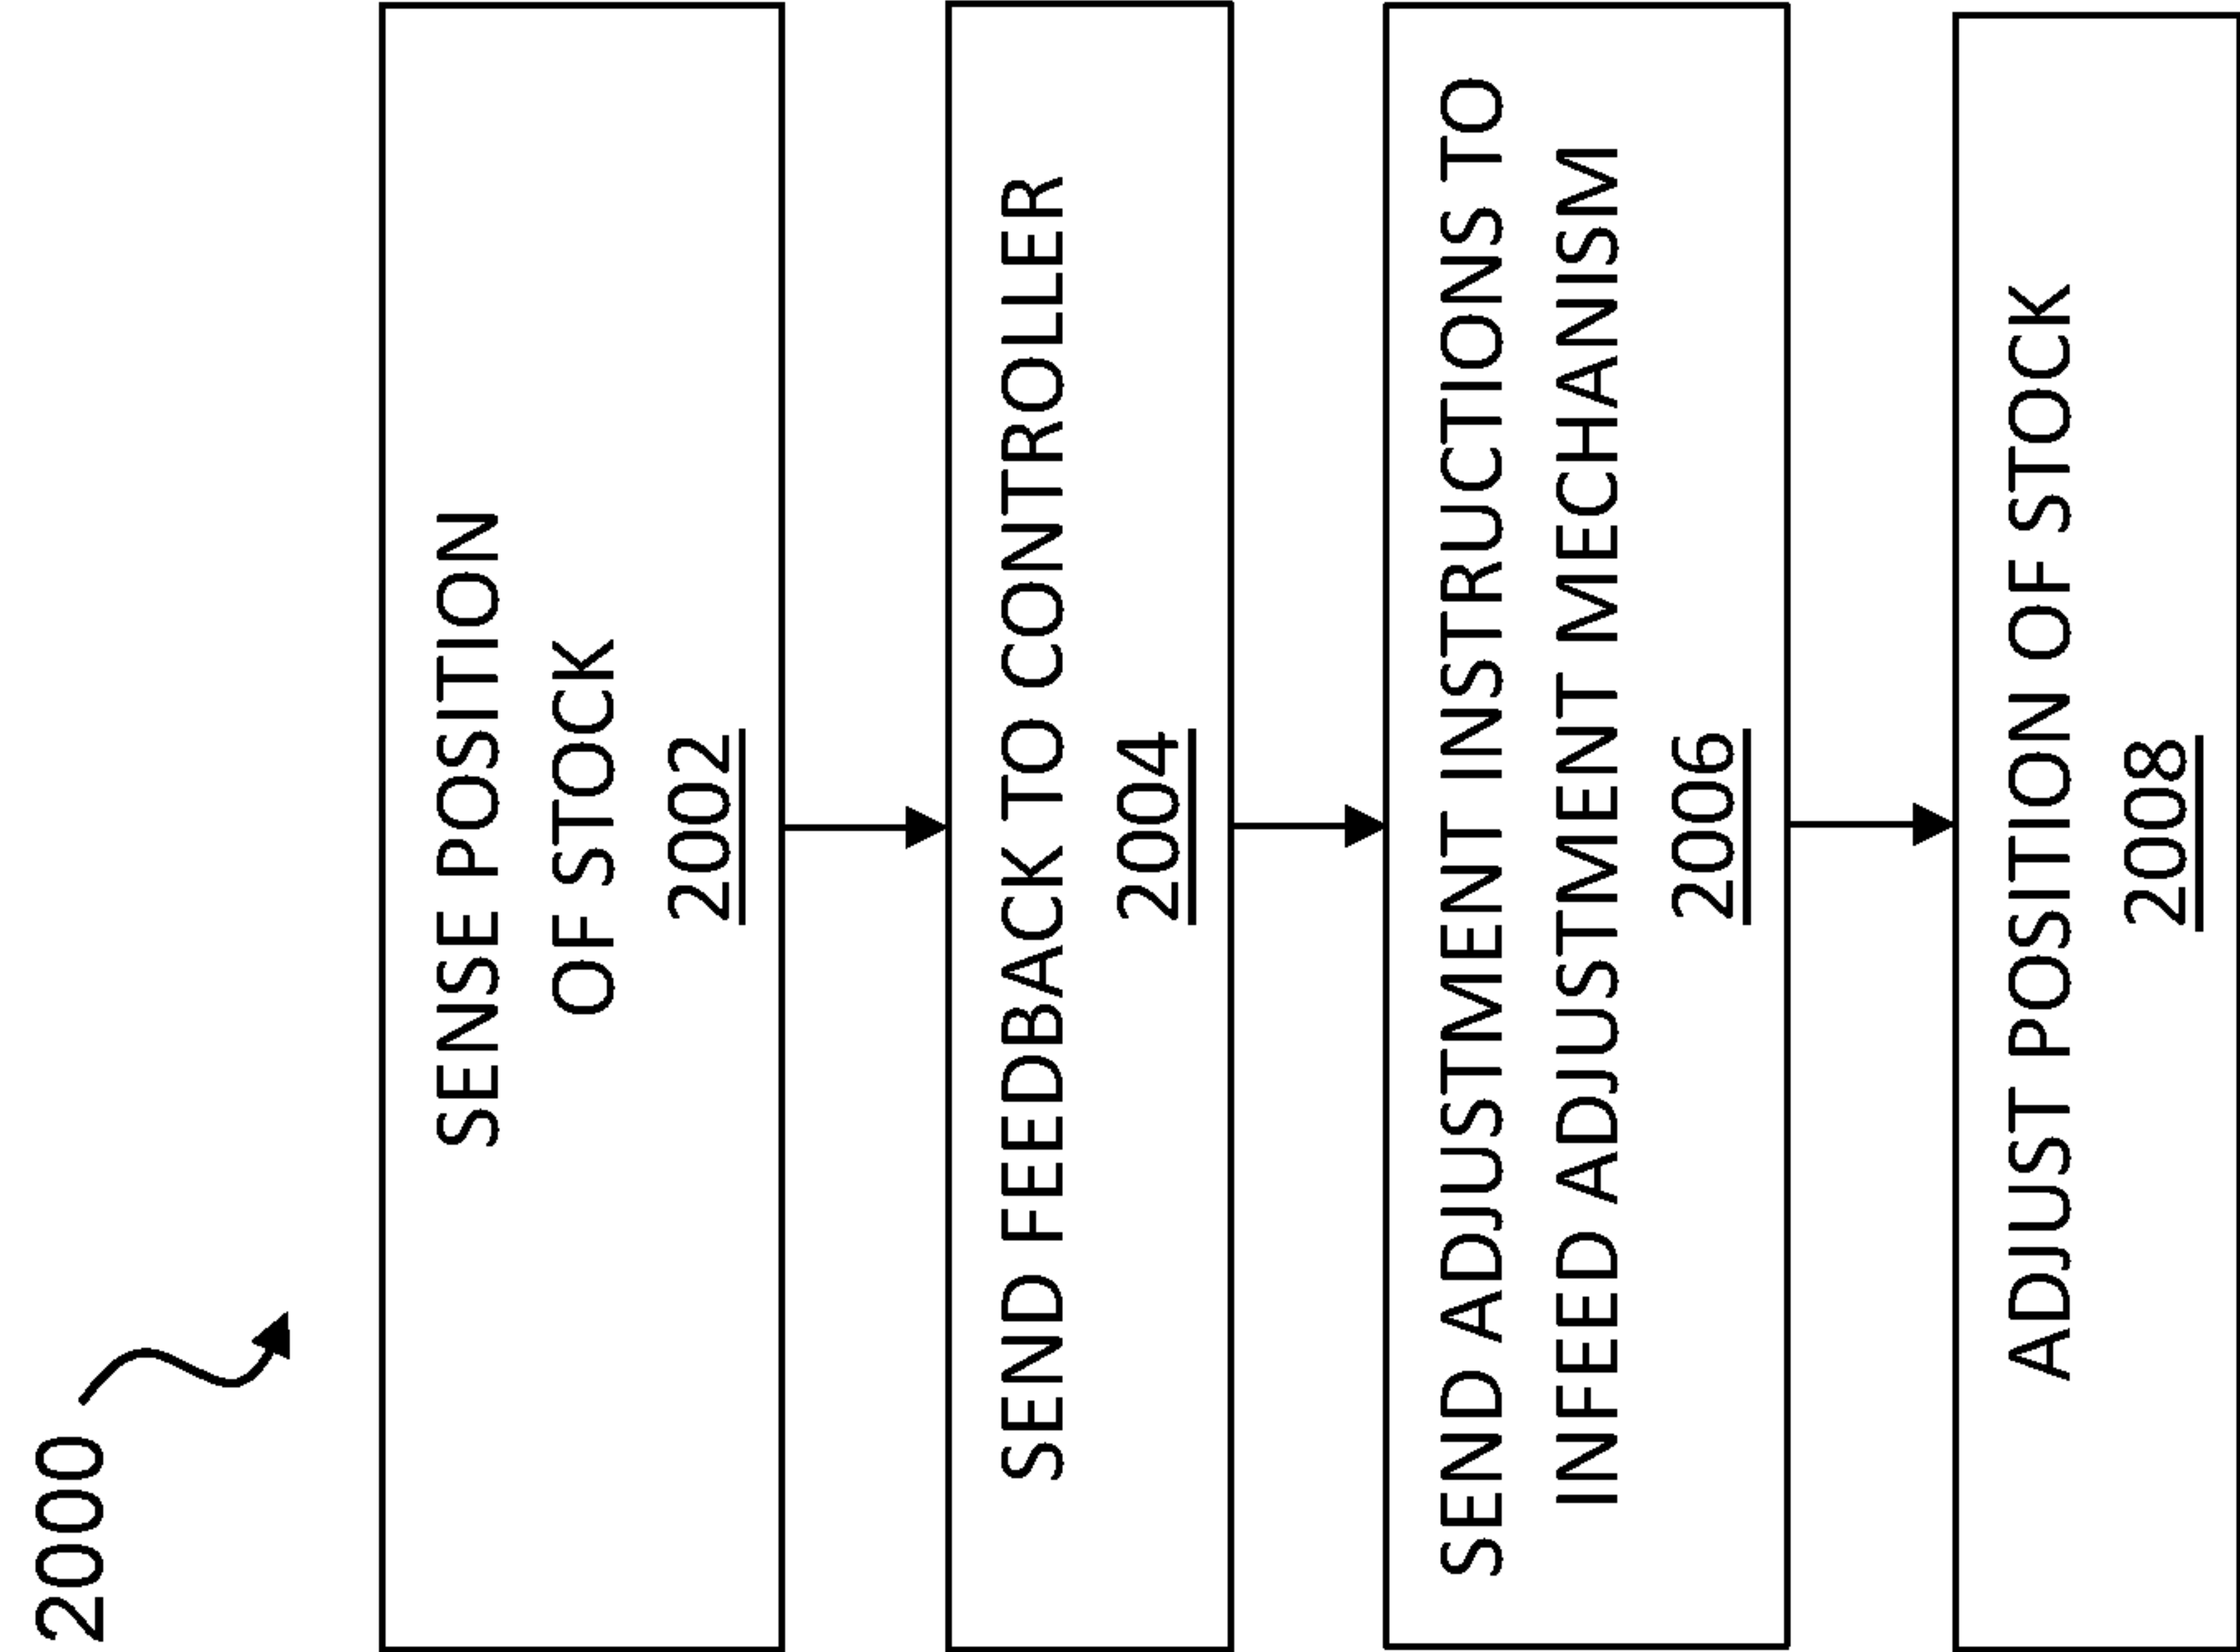 2000
SENSE POSITION
OF STOCK
2002
SEND FEEDBACK TO CONTROLLER
2004
SEND ADJUSTMENT INSTRUCTIONS TO
INFEED ADJUSTMENT MECHANISM
2006
ADJUST POSITION OF STOCK
2008